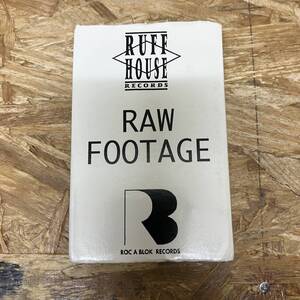 RUFF
HOUSE
RECORDS
RAW
FOOTAGE
RB
ROC A BLOK RECORDS